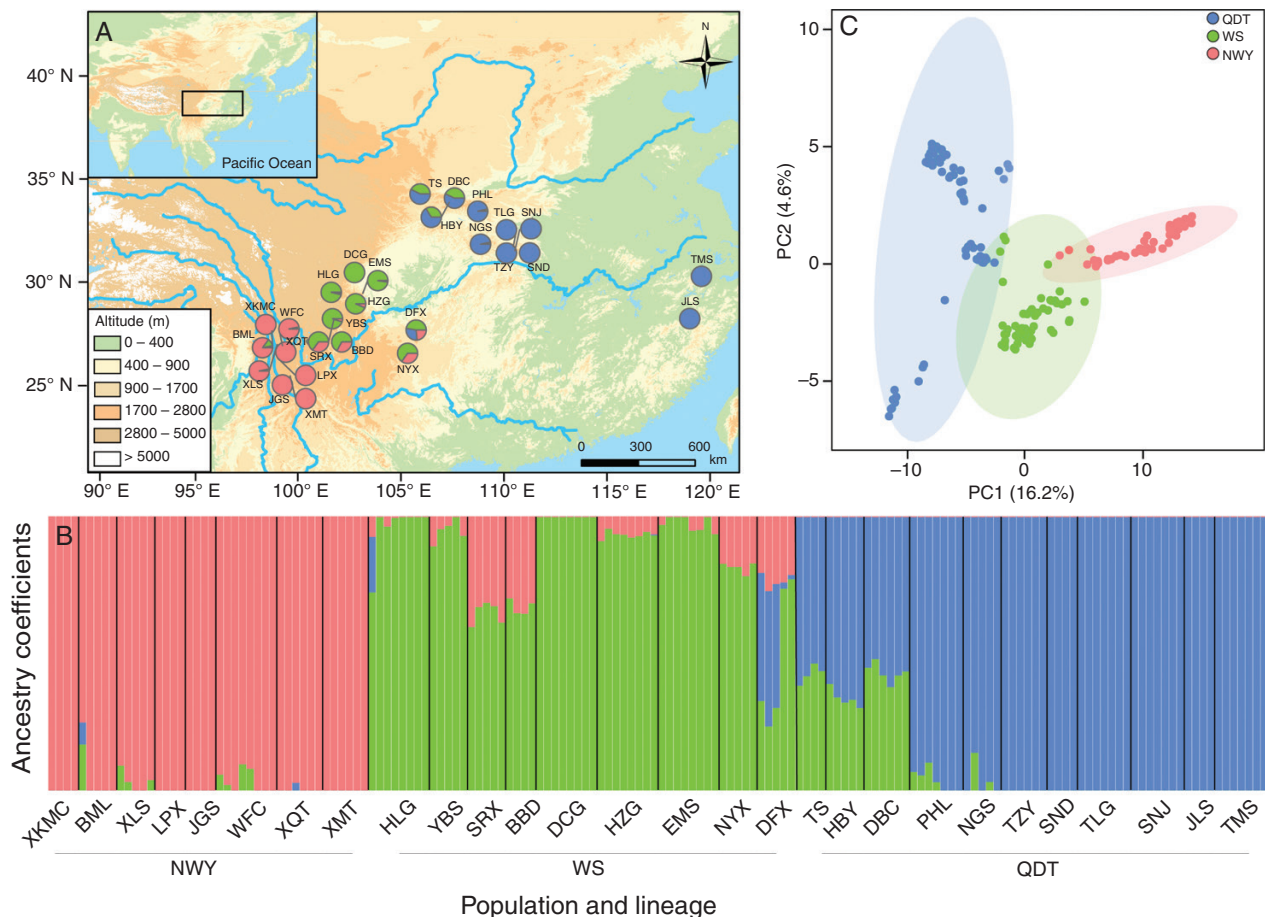 A
N
40° N
35° N
30° N
25° N
Pacific Ocean
TS
DBC
PHL
TLG
SNJ
HBY
NGS
TZY
SND
DCG
EMS
HLG
HZG
TMS
JLS
XKMC
WFC
YBS
DFX
BML
XQT
SRX
BBD
NYX
XLS
LPX
JGS
XMT
Altitude (m)
0 – 400
400 – 900
900 – 1700
1700 – 2800
2800 – 5000
> 5000
0 300 600
km
90° E 95° E 100° E 105° E 110° E 115° E 120° E
C
QDT
WS
NWY
10
5
0
−5
PC2 (4.6%)
−10 0 10
PC1 (16.2%)
B
Ancestry coefficients
XKMC BML XLS LPX JGS WFC XQT XMT HLG YBS SRX BBD DCG HZG EMS NYX DFX TS HBY DBC PHL NGS TZY SND TLG SNJ JLS TMS
NWY WS QDT
Population and lineage